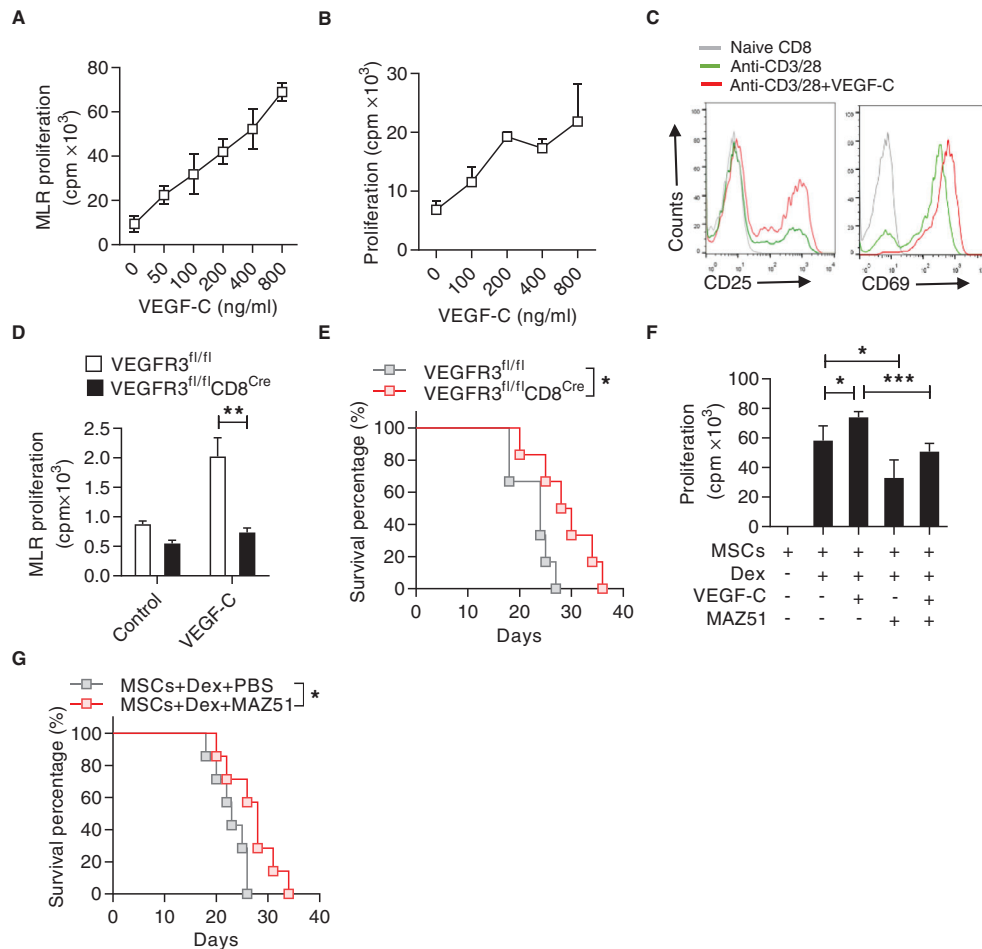 A
MLR proliferation
(cpm ×10³)
80
60
40
20
0
0 50 100 200 400 800
VEGF-C (ng/ml)
B
Proliferation (cpm ×10³)
30
20
10
0
0 100 200 400 800
VEGF-C (ng/ml)
C
Naive CD8
Anti-CD3/28
Anti-CD3/28+VEGF-C
Counts
CD25
CD69
D
VEGFR3fl/fl
VEGFR3fl/flCD8Cre
MLR proliferation
(cpm×10³)
2.5
2.0
1.5
1.0
0.5
0.0
**
Control VEGF-C
E
VEGFR3fl/fl
VEGFR3fl/flCD8Cre
*
Survival percentage (%)
100
80
60
40
20
0
0 10 20 30 40
Days
F
Proliferation
(cpm ×10³)
100
80
60
40
20
0
*
* ***
MSCs + + + + +
Dex - + + + +
VEGF-C - - + - +
MAZ51 - - - + +
G
MSCs+Dex+PBS
MSCs+Dex+MAZ51
*
Survival percentage (%)
100
80
60
40
20
0
0 10 20 30 40
Days